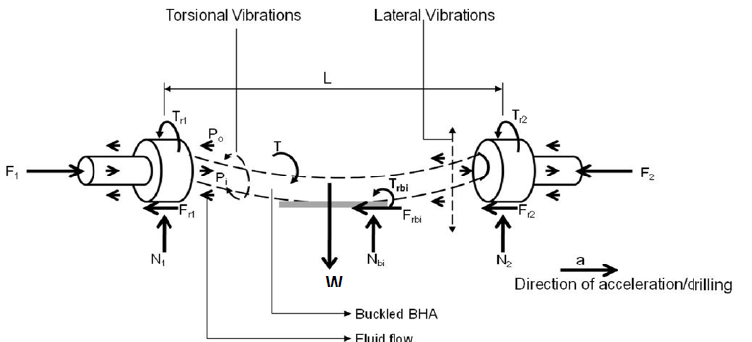 Torsional Vibrations
Lateral Vibrations
L
Tr1
Tr2
Po
T
F1
Pi
Trbi
F2
Fr1
Frbi
Fr2
N1
Nbi
N2
a
W
Direction of acceleration/drilling
Buckled BHA
Fluid flow